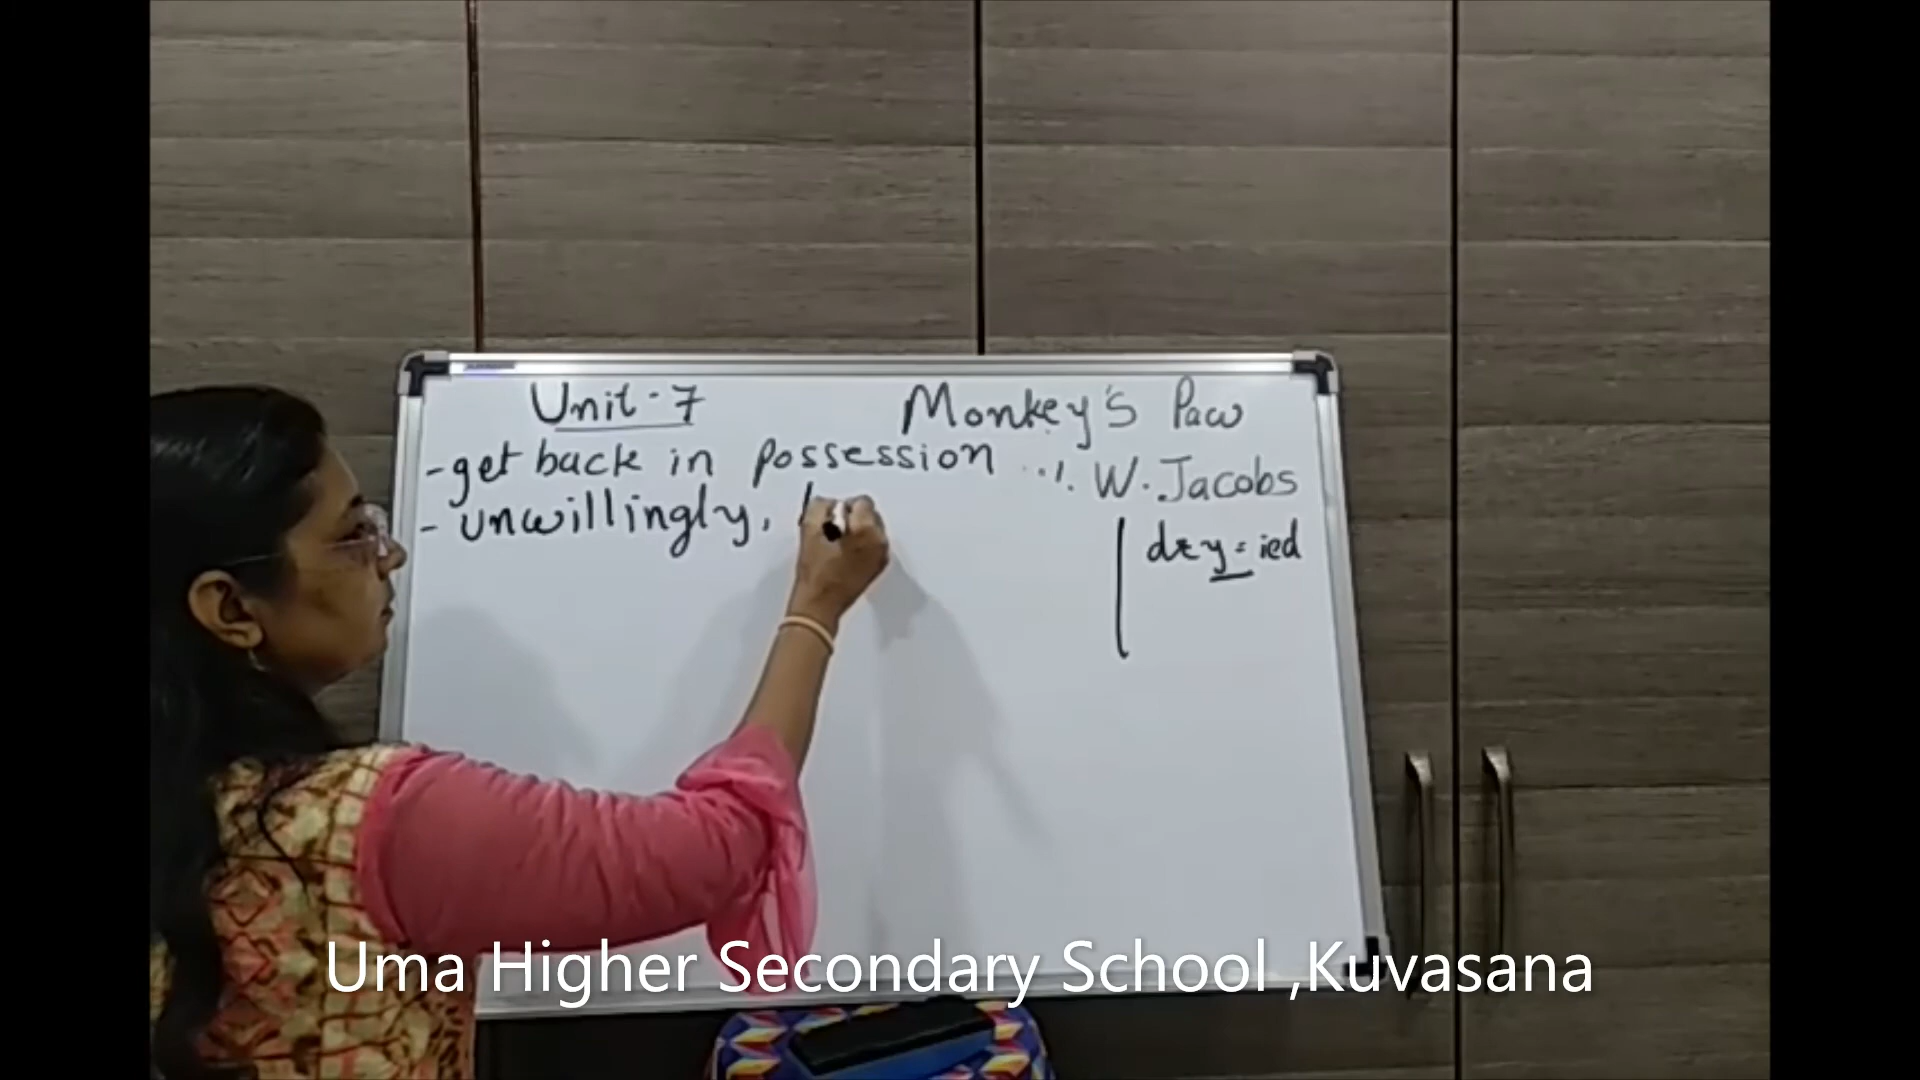 Unit-7
Monkey's Paw
-get back in possession
W. Jacobs
- unwillingly,
dry = ied
Uma Higher Secondary School ,Kuvasana